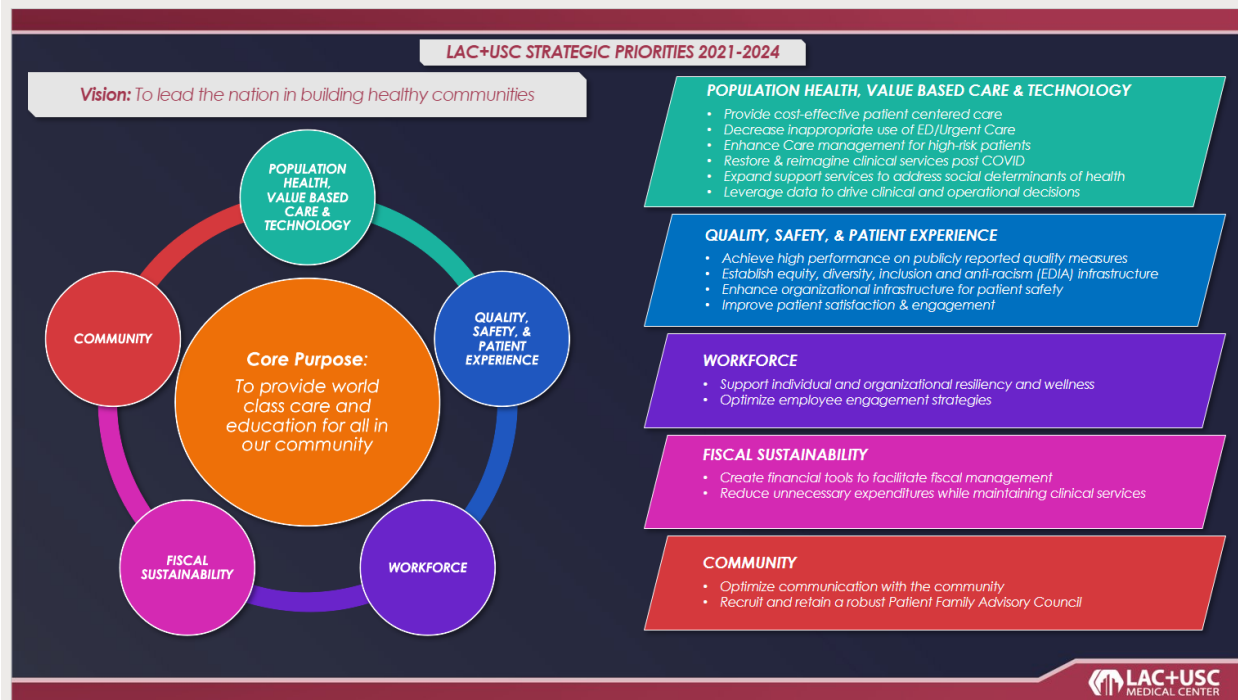 LAC+USC STRATEGIC PRIORITIES 2021-2024
Vision: To lead the nation in building healthy communities
POPULATION
HEALTH,
VALUE BASED
CARE &
TECHNOLOGY
QUALITY,
SAFETY, &
PATIENT
EXPERIENCE
WORKFORCE
FISCAL
SUSTAINABILITY
COMMUNITY
Core Purpose:
To provide world
class care and
education for all in
our community
POPULATION HEALTH, VALUE BASED CARE & TECHNOLOGY
• Provide cost-effective patient centered care
• Decrease inappropriate use of ED/Urgent Care
• Enhance Care management for high-risk patients
• Restore & reimagine clinical services post COVID
• Expand support services to address social determinants of health
• Leverage data to drive clinical and operational decisions
QUALITY, SAFETY, & PATIENT EXPERIENCE
• Achieve high performance on publicly reported quality measures
• Establish equity, diversity, inclusion and anti-racism (EDIA) infrastructure
• Enhance organizational infrastructure for patient safety
• Improve patient satisfaction & engagement
WORKFORCE
• Support individual and organizational resiliency and wellness
• Optimize employee engagement strategies
FISCAL SUSTAINABILITY
• Create financial tools to facilitate fiscal management
• Reduce unnecessary expenditures while maintaining clinical services
COMMUNITY
• Optimize communication with the community
• Recruit and retain a robust Patient Family Advisory Council
LAC+USC
MEDICAL CENTER